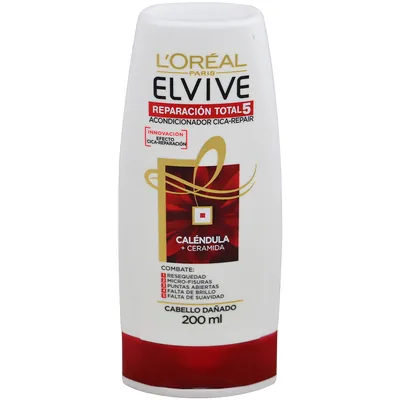 L'ORÉAL
PARIS
ELVIVE
REPARACIÓN TOTAL 5
ACONDICIONADOR CICA-REPAIR
INNOVACIÓN
EFECTO
CICA-REPARACIÓN
CALÉNDULA
+ CERAMIDA
COMBATE:
1 RESEQUEDAD
2 MICRO-FISURAS
3 PUNTAS ABIERTAS
4 FALTA DE BRILLO
5 FALTA DE SUAVIDAD
CABELLO DAÑADO
200 ml